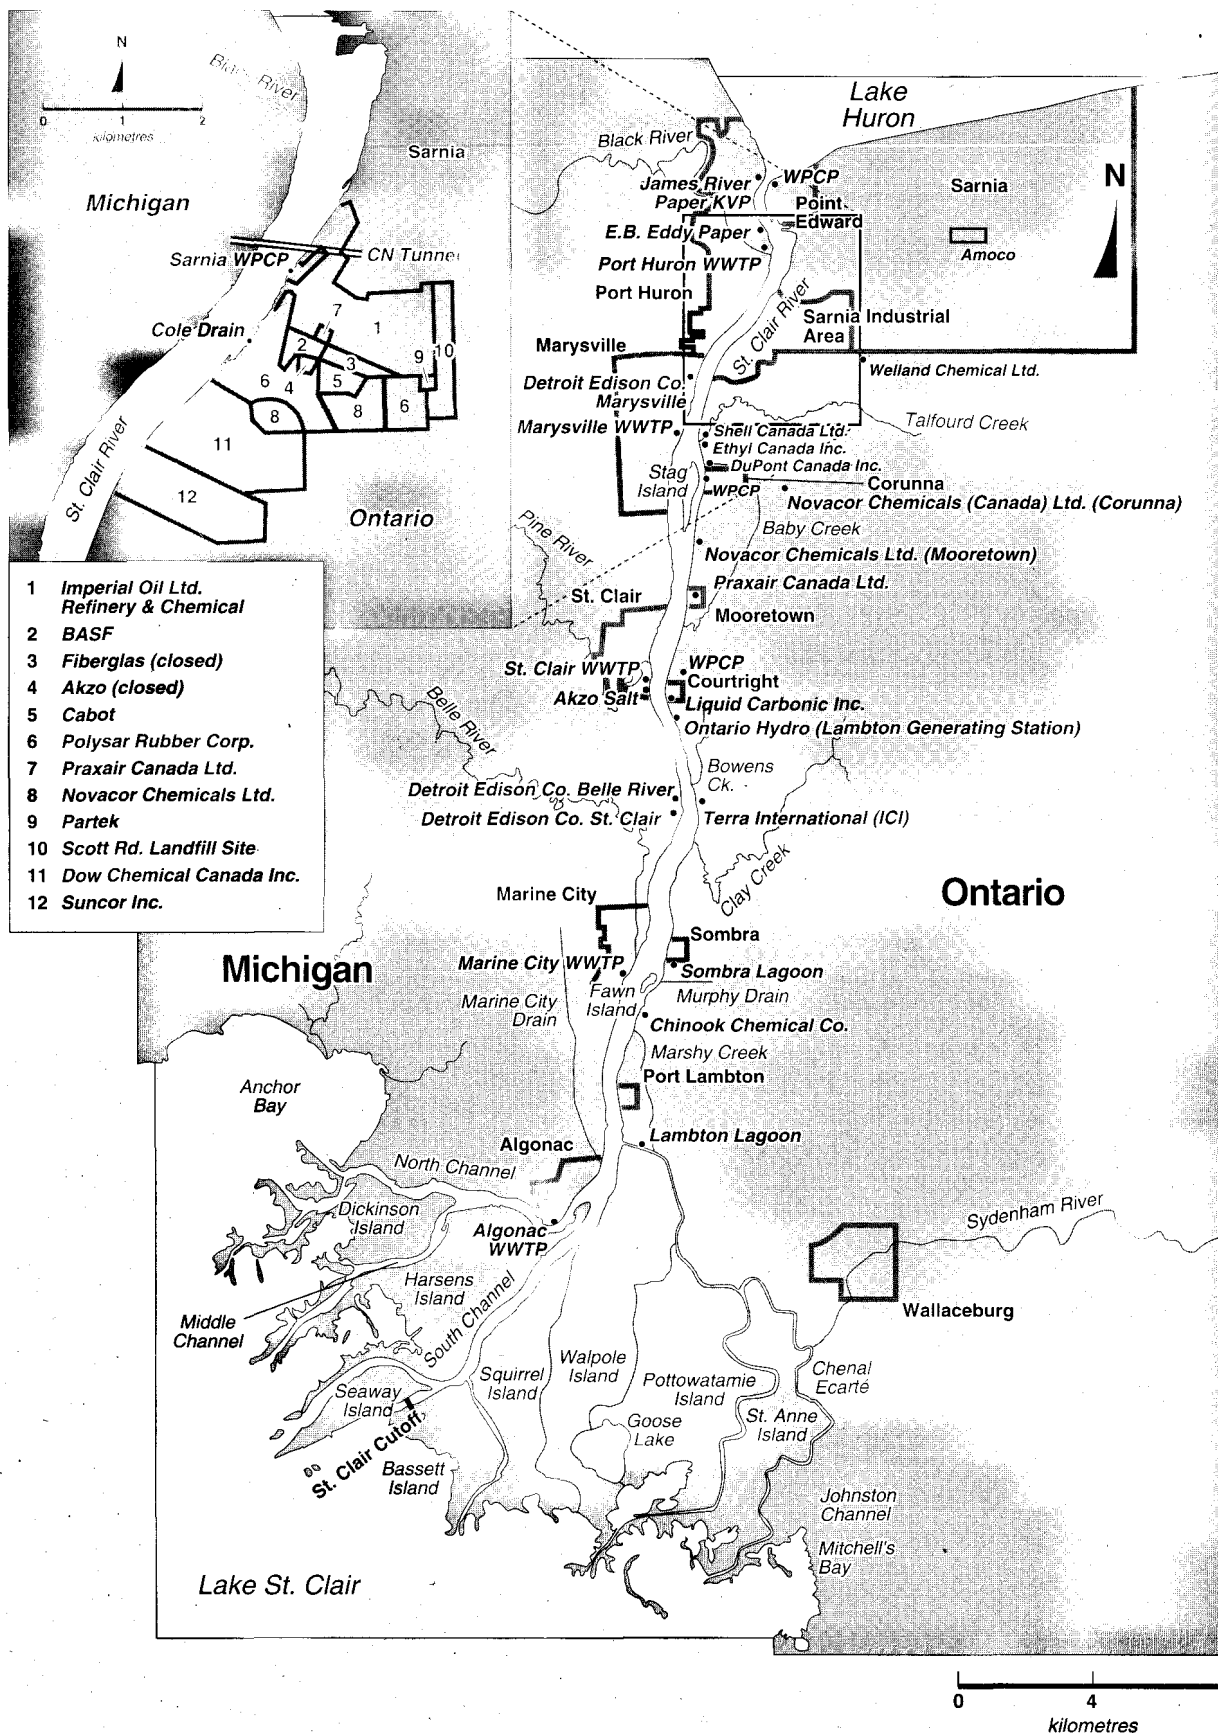 N
0 1 2
kilometres
Black River
Sarnia
Michigan
Sarnia WPCP
CN Tunnel
Cole Drain
7
1
2
3
9
10
6
4
5
8
8
6
11
12
St. Clair River
Ontario
1 Imperial Oil Ltd.
Refinery & Chemical
2 BASF
3 Fiberglas (closed)
4 Akzo (closed)
5 Cabot
6 Polysar Rubber Corp.
7 Praxair Canada Ltd.
8 Novacor Chemicals Ltd.
9 Partek
10 Scott Rd. Landfill Site
11 Dow Chemical Canada Inc.
12 Suncor Inc.
Lake
Huron
Black River
James River
Paper KVP
WPCP
Point
Edward
Sarnia
N
E.B. Eddy Paper
Amoco
Port Huron WWTP
Port Huron
St. Clair River
Sarnia Industrial
Area
Marysville
Welland Chemical Ltd.
Detroit Edison Co.
Marysville
Marysville WWTP
Talfourd Creek
Shell Canada Ltd.
Ethyl Canada Inc.
DuPont Canada Inc.
Stag
Island
Corunna
WPCP
Novacor Chemicals (Canada) Ltd. (Corunna)
Baby Creek
Pine River
Novacor Chemicals Ltd. (Mooretown)
Praxair Canada Ltd.
St. Clair
Mooretown
St. Clair WWTP
WPCP
Courtright
Akzo Salt
Liquid Carbonic Inc.
Belle River
Ontario Hydro (Lambton Generating Station)
Bowens
Ck.
Detroit Edison Co. Belle River
Detroit Edison Co. St. Clair
Terra International (ICI)
Clay Creek
Marine City
Ontario
Sombra
Michigan
Marine City WWTP
Sombra Lagoon
Fawn
Island
Murphy Drain
Marine City
Drain
Chinook Chemical Co.
Marshy Creek
Port Lambton
Anchor
Bay
Lambton Lagoon
Algonac
North Channel
Dickinson
Island
Algonac
WWTP
Sydenham River
Harsens
Island
Middle
Channel
South Channel
Wallaceburg
Squirrel
Island
Walpole
Island
Pottowatamie
Island
Chenal
Ecarté
Seaway
Island
St. Clair Cutoff
Goose
Lake
St. Anne
Island
Bassett
Island
Johnston
Channel
Mitchell's
Bay
Lake St. Clair
0 4
kilometres